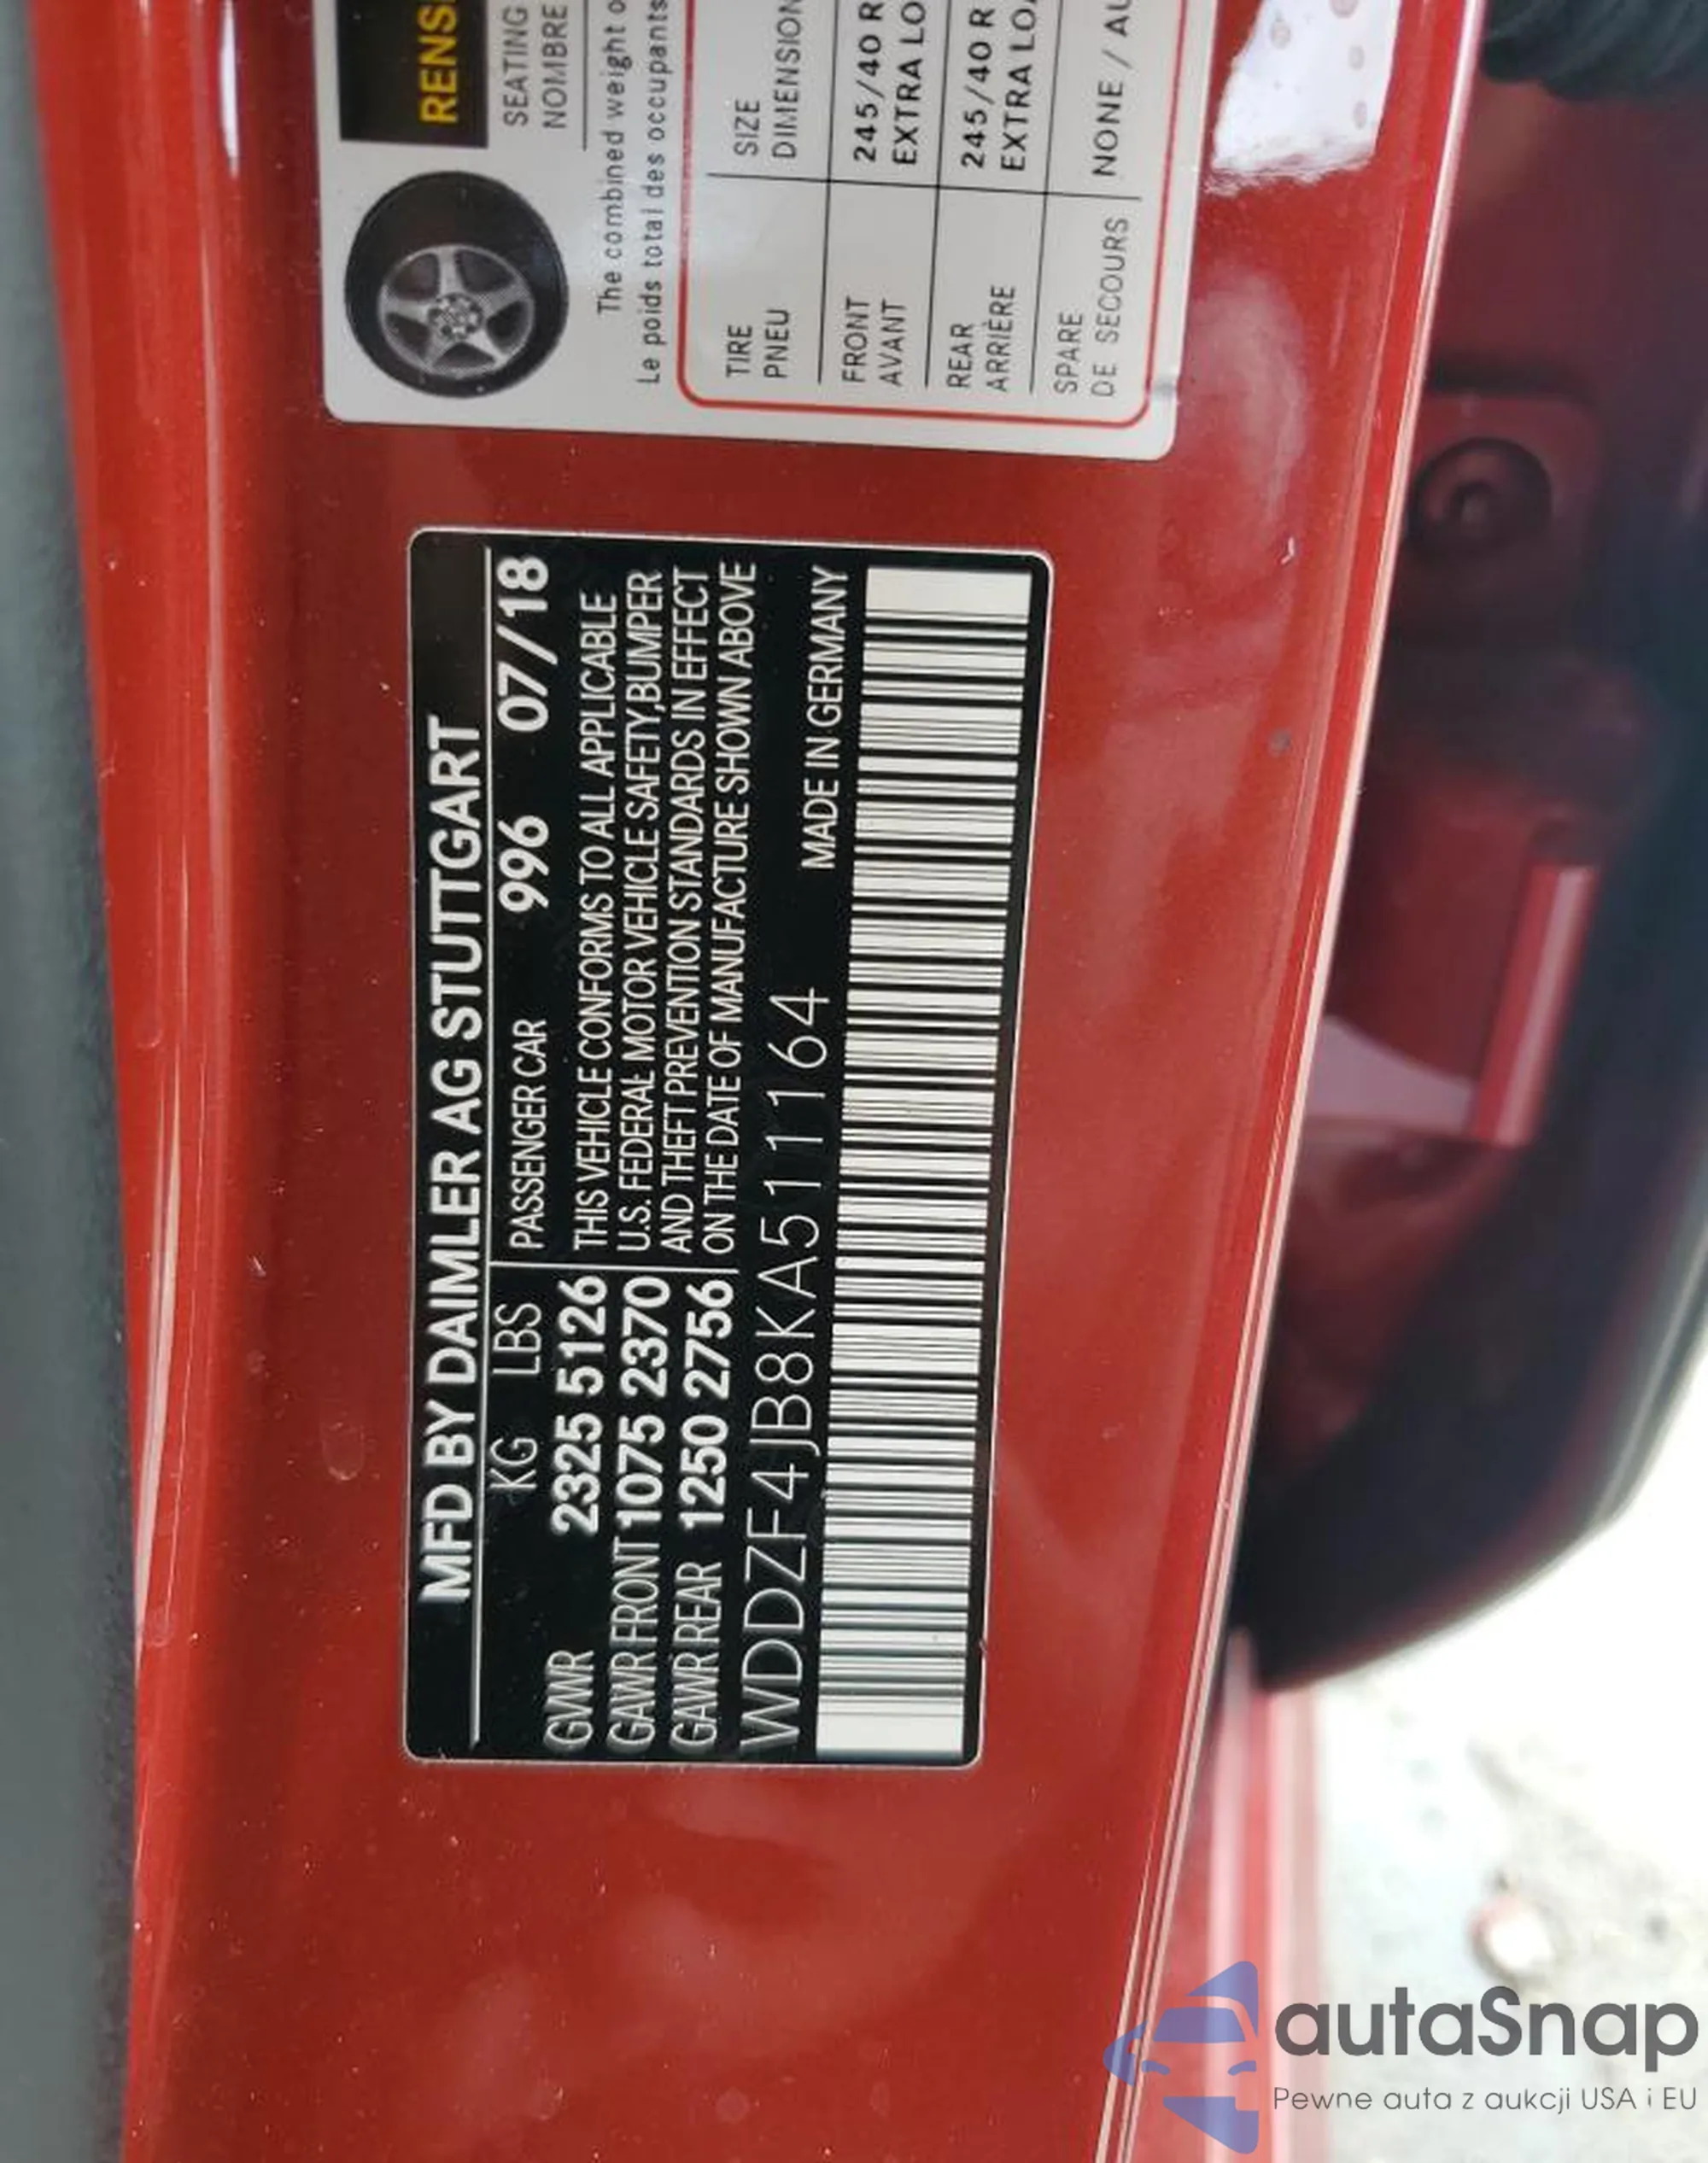 RENS
SEATING
NOMBRE
The combined weight o
Le poids total des occupants
TIRE SIZE
PNEU DIMENSION
FRONT 245/40 R
AVANT EXTRA LO
REAR 245/40 R
ARRIÈRE EXTRA LOA
SPARE NONE / AU
DE SECOURS
MFD BY DAIMLER AG STUTTGART
KG LBS PASSENGER CAR 996 07/18
GVWR 2325 5126 THIS VEHICLE CONFORMS TO ALL APPLICABLE
GAWR FRONT 1075 2370 U.S. FEDERAL MOTOR VEHICLE SAFETY,BUMPER
GAWR REAR 1250 2756 AND THEFT PREVENTION STANDARDS IN EFFECT
ON THE DATE OF MANUFACTURE SHOWN ABOVE
WDDZF4JB8KA511164 MADE IN GERMANY
autaSnap
Pewne auta z aukcji USA i EU